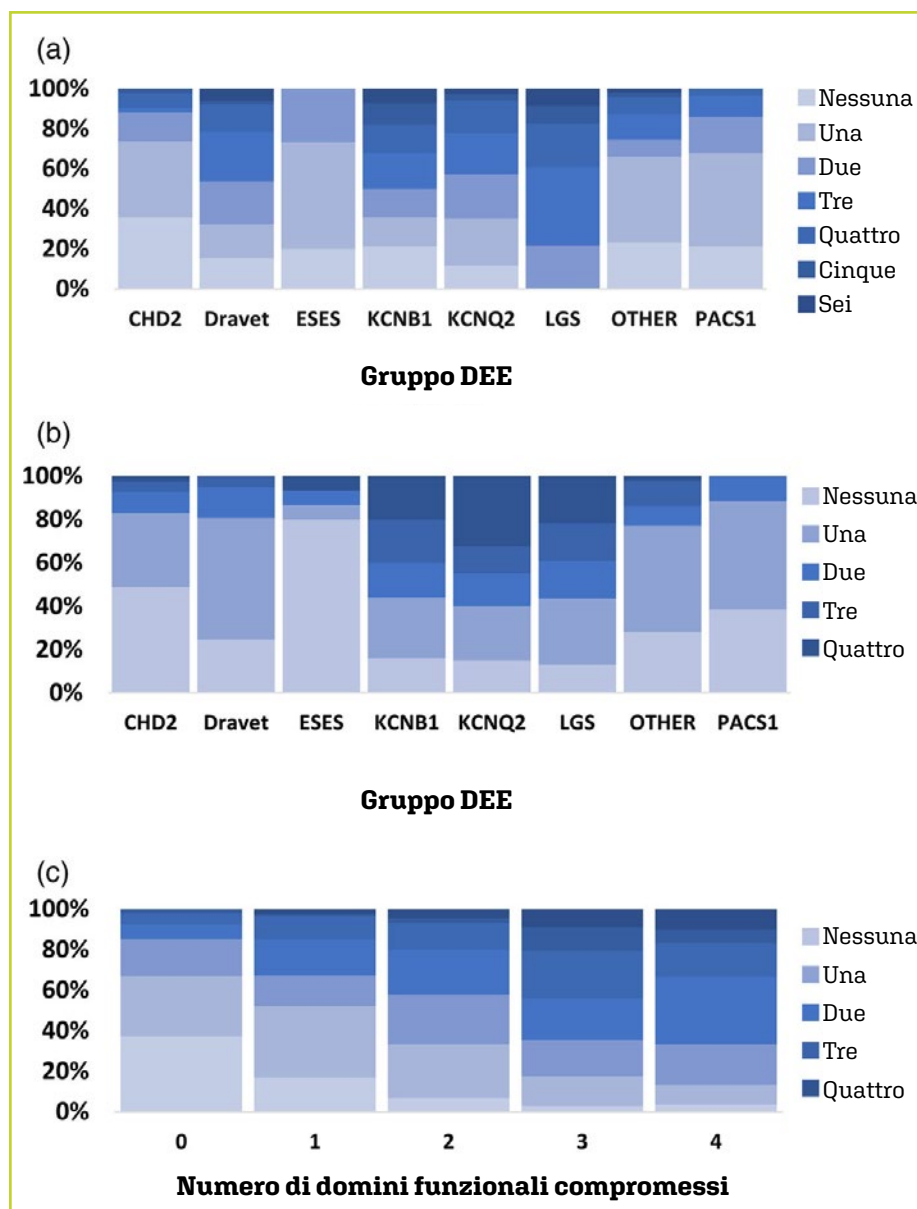 (a)
100%
80%
60%
40%
20%
0%
CHD2 Dravet ESES KCNB1 KCNQ2 LGS OTHER PACS1
Nessuna
Una
Due
Tre
Quattro
Cinque
Sei
Gruppo DEE
(b)
100%
80%
60%
40%
20%
0%
CHD2 Dravet ESES KCNB1 KCNQ2 LGS OTHER PACS1
Nessuna
Una
Due
Tre
Quattro
Gruppo DEE
(c)
100%
80%
60%
40%
20%
0%
0 1 2 3 4
Nessuna
Una
Due
Tre
Quattro
Numero di domini funzionali compromessi